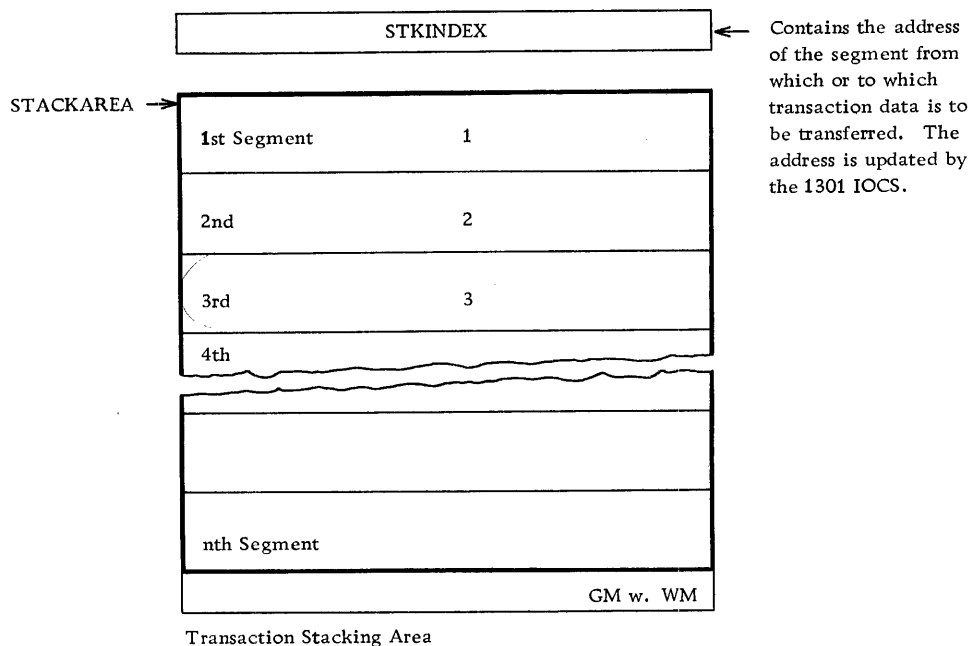 STKINDEX
Contains the address
of the segment from
which or to which
transaction data is to
be transferred. The
address is updated by
the 1301 IOCS.
STACKAREA
1st Segment 1
2nd 2
3rd 3
4th
nth Segment
GM w. WM
Transaction Stacking Area